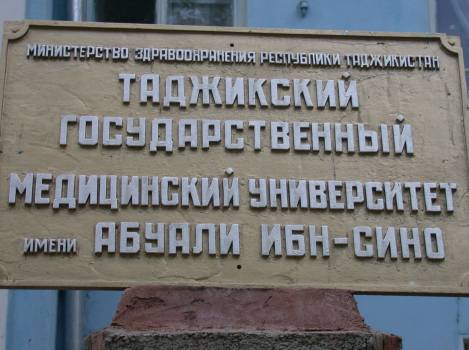 МИНИСТЕРСТВО ЗДРАВООХРАНЕНИЯ РЕСПУБЛИКИ ТАДЖИКИСТАН
ТАДЖИКСКИЙ
ГОСУДАРСТВЕННЫЙ
МЕДИЦИНСКИЙ УНИВЕРСИТЕТ
ИМЕНИ АБУАЛИ ИБН-СИНО